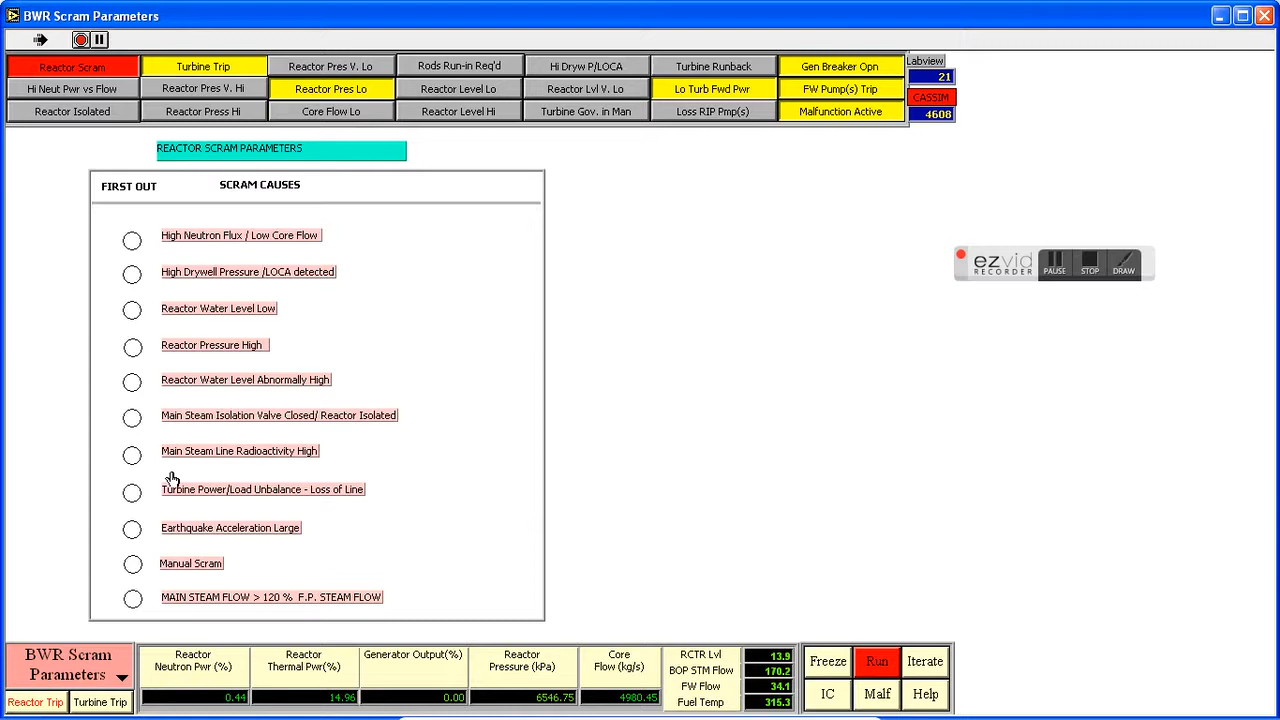 BWR Scram Parameters
Reactor Scram Turbine Trip Reactor Pres V. Lo Rods Run-in Req'd Hi Dryw P/LOCA Turbine Runback Gen Breaker Opn Labview
Hi Neut Pwr vs Flow Reactor Pres V. Hi Reactor Pres Lo Reactor Level Lo Reactor Lvl V. Lo Lo Turb Fwd Pwr FW Pump(s) Trip 21
CASSIM
Reactor Isolated Reactor Press Hi Core Flow Lo Reactor Level Hi Turbine Gov. in Man Loss RIP Pmp(s) Malfunction Active 4608
REACTOR SCRAM PARAMETERS
FIRST OUT SCRAM CAUSES
High Neutron Flux / Low Core Flow
High Drywell Pressure /LOCA detected
Reactor Water Level Low
Reactor Pressure High
Reactor Water Level Abnormally High
Main Steam Isolation Valve Closed/ Reactor Isolated
Main Steam Line Radioactivity High
Turbine Power/Load Unbalance - Loss of Line
Earthquake Acceleration Large
Manual Scram
MAIN STEAM FLOW > 120 % F.P. STEAM FLOW
ezvid
RECORDER
PAUSE STOP DRAW
BWR Scram
Parameters
Reactor Trip Turbine Trip
Reactor
Neutron Pwr (%)
0.44
Reactor
Thermal Pwr(%)
14.96
Generator Output(%)
0.00
Reactor
Pressure (kPa)
6546.75
Core
Flow (kg/s)
4980.45
RCTR Lvl 13.9
BOP STM Flow 170.2
FW Flow 34.1
Fuel Temp 315.3
Freeze Run Iterate
IC Malf Help